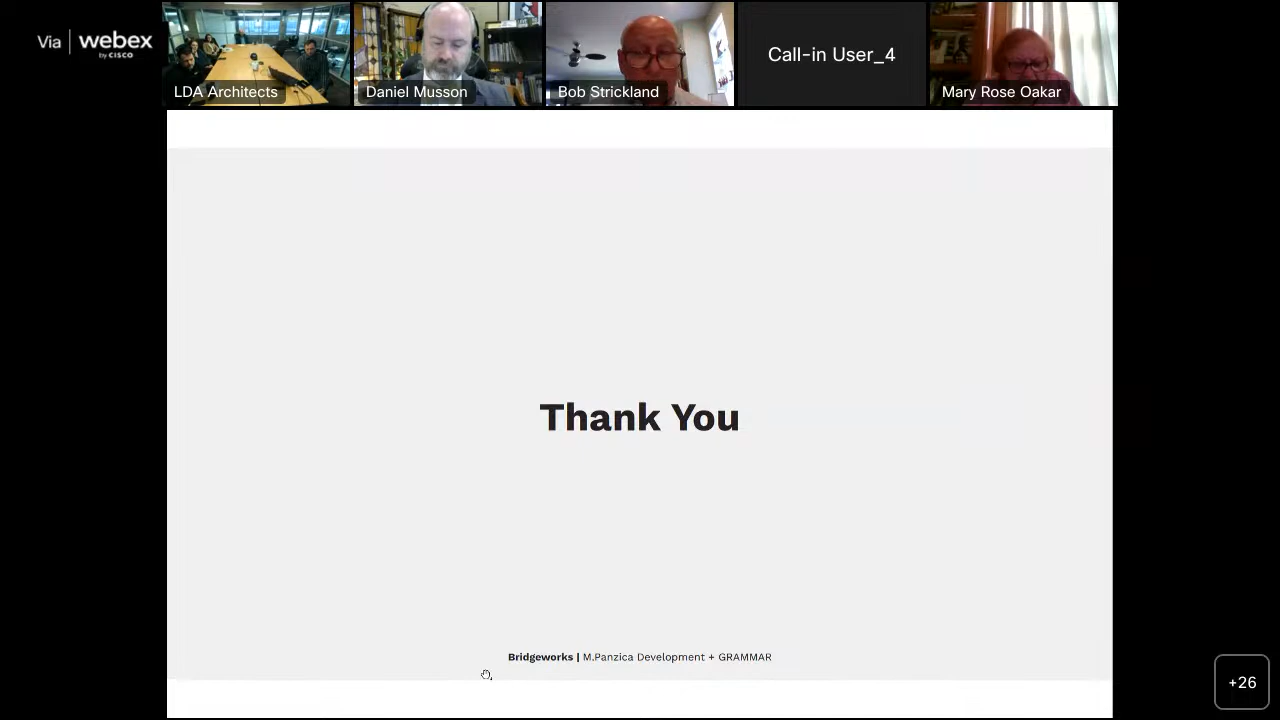 Via webex
by CISCO
LDA Architects
Daniel Musson
Bob Strickland
Call-in User_4
Mary Rose Oakar
Thank You
Bridgeworks | M.Panzica Development + GRAMMAR
+26